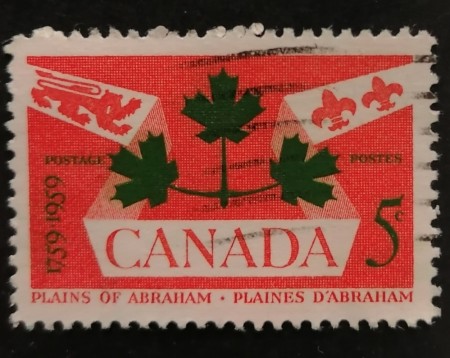 POSTAGE POSTES
1759-1959
CANADA 5¢
PLAINS OF ABRAHAM · PLAINES D'ABRAHAM